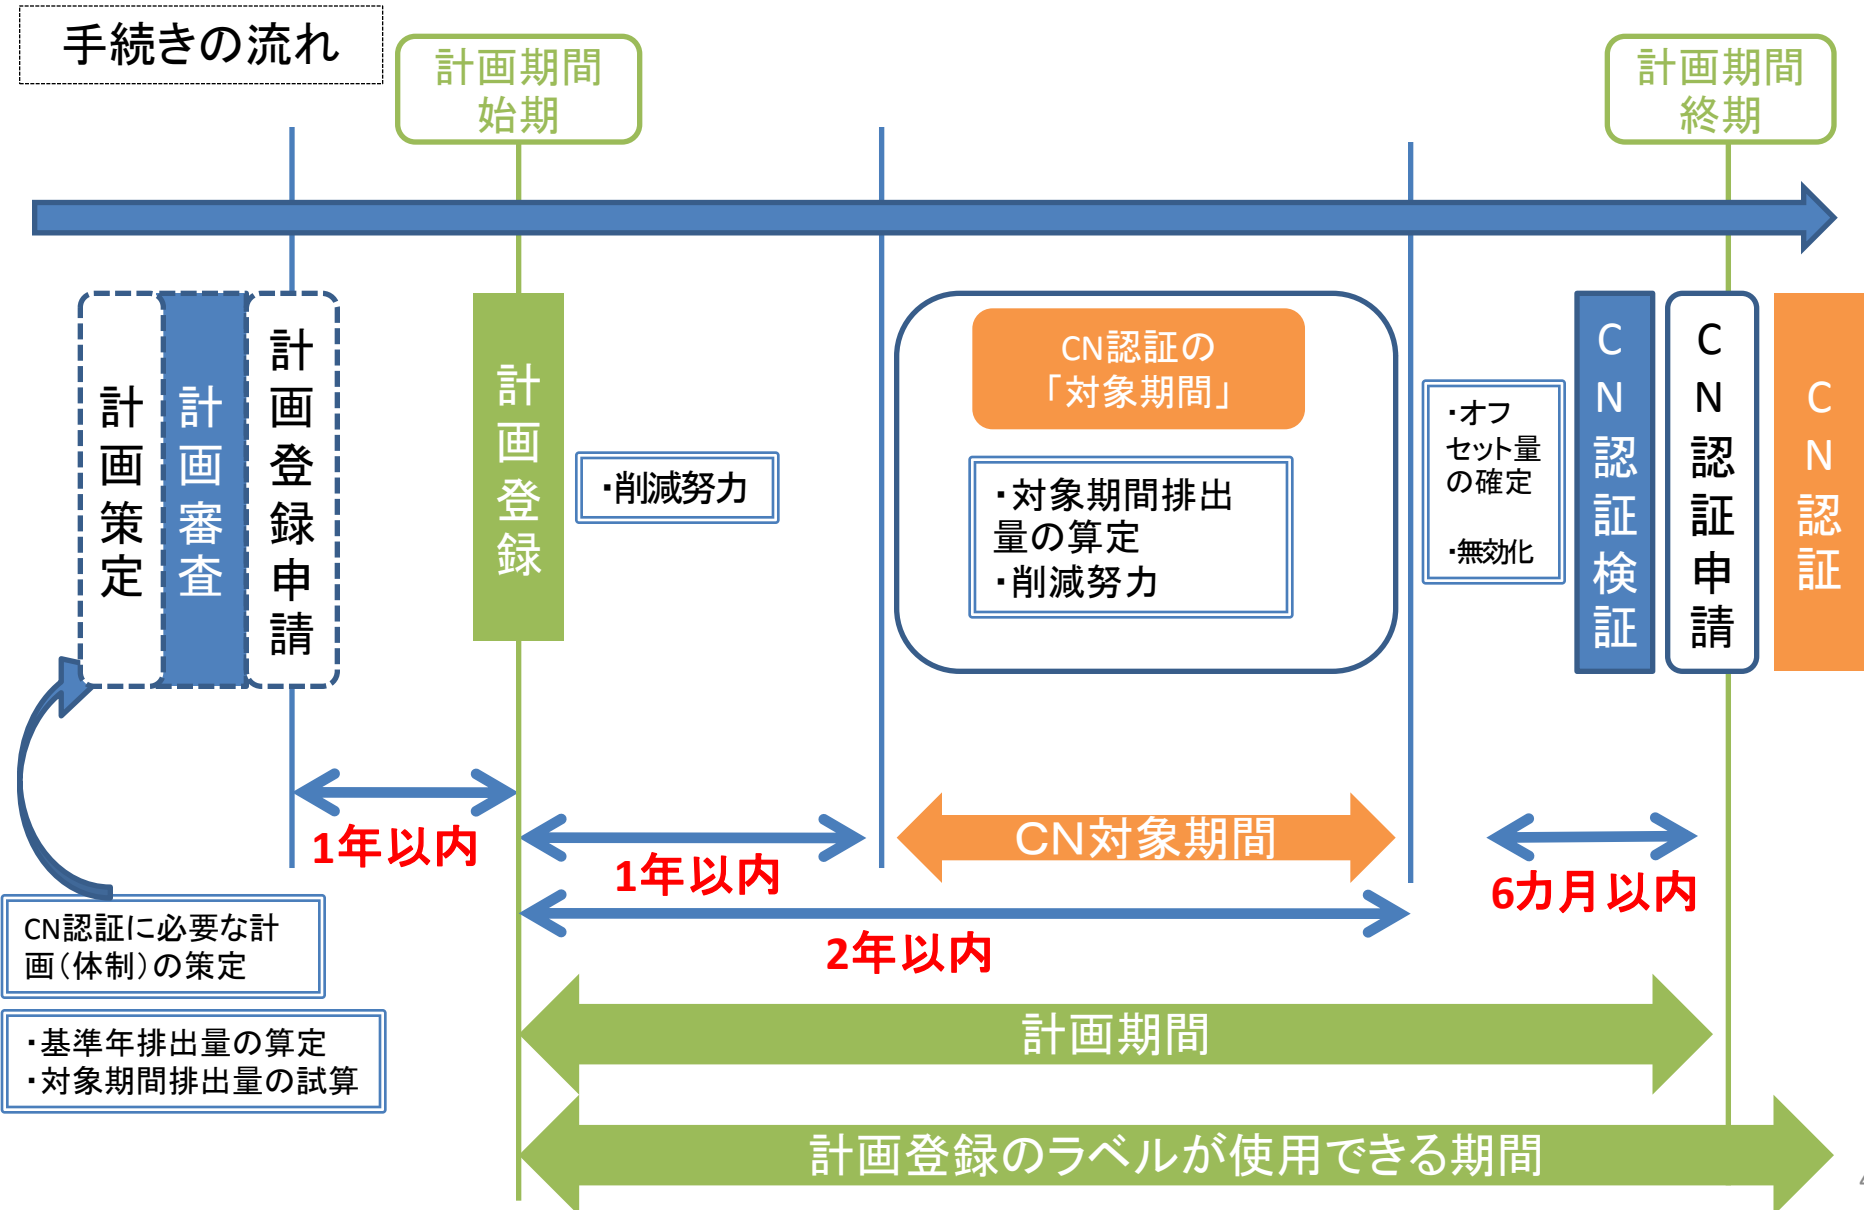 手続きの流れ
計画期間
始期
計画期間
終期
計画策定
計画審査
計画登録申請
計画登録
・削減努力
CN認証の
「対象期間」
・対象期間排出
量の算定
・削減努力
・オフ
セット量
の確定
・無効化
CN認証検証
CN認証申請
CN認証
1年以内
1年以内
CN対象期間
6カ月以内
2年以内
CN認証に必要な計
画（体制）の策定
・基準年排出量の算定
・対象期間排出量の試算
計画期間
計画登録のラベルが使用できる期間